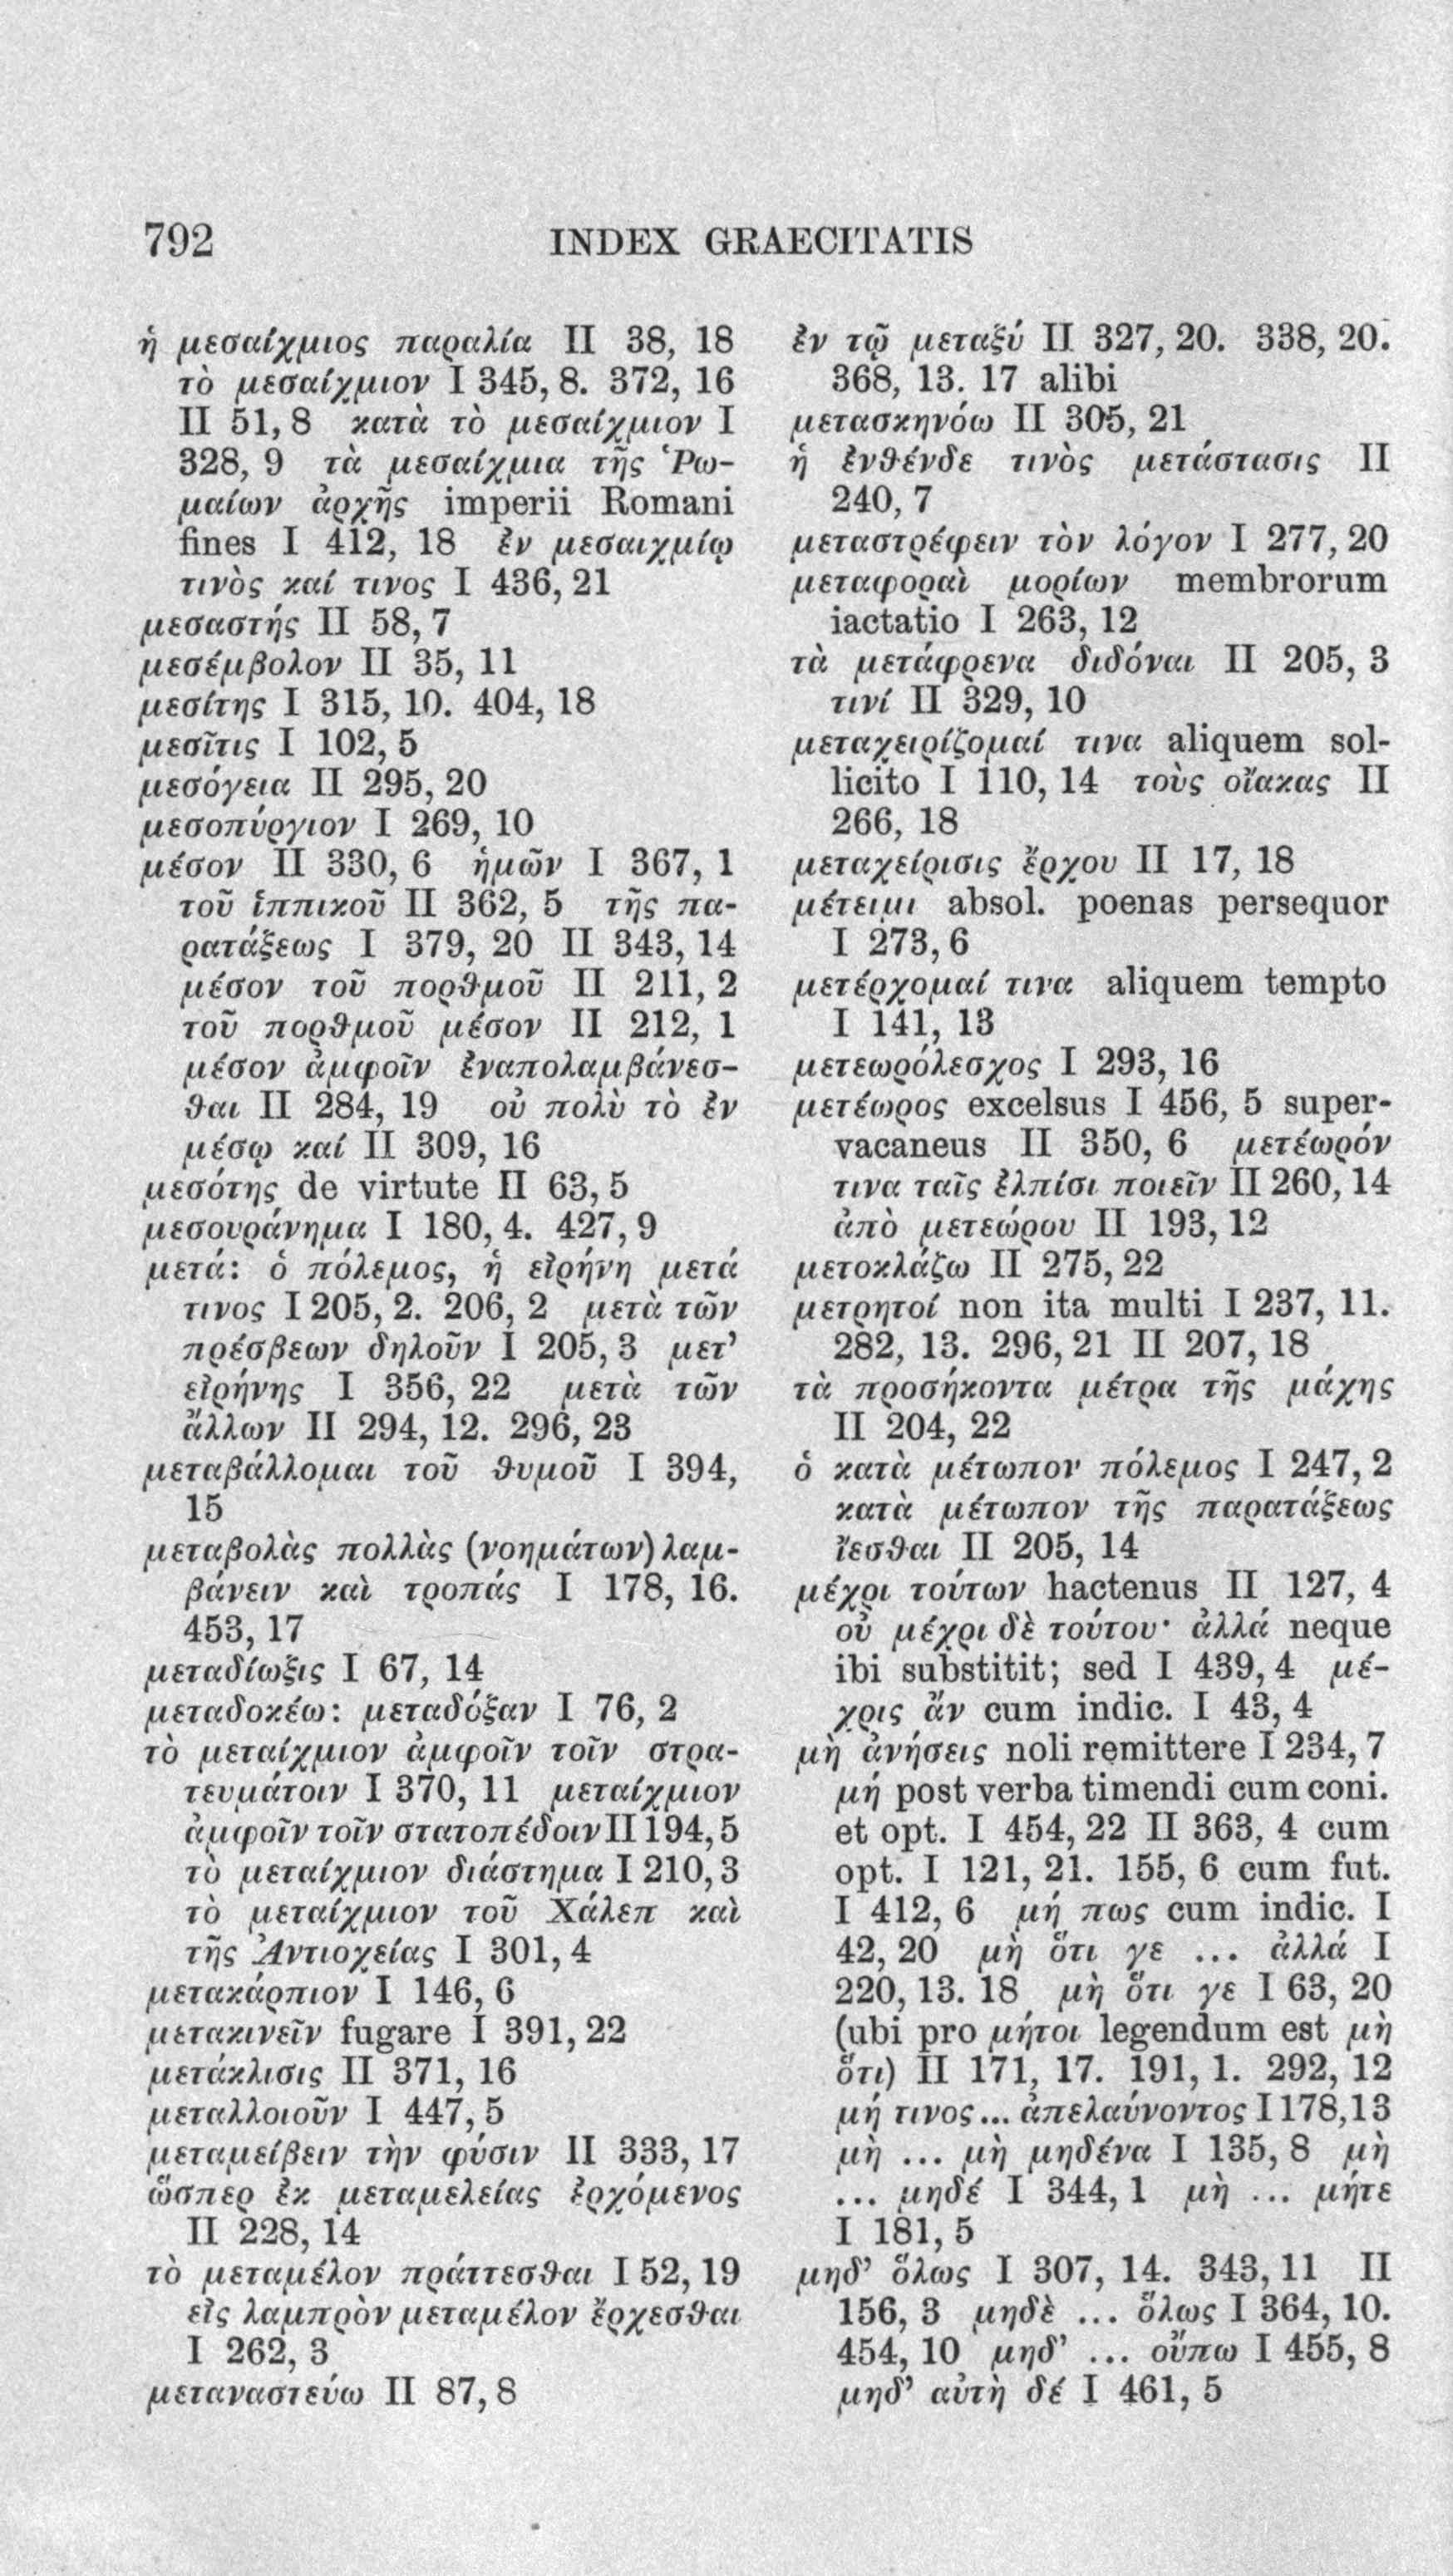 792 INDEX GRAECITATIS
ἡ μεσαίχμιος παραλία II 38, 18
τὸ μεσαίχμιον I 345, 8. 372, 16
II 51, 8 κατὰ τὸ μεσαίχμιον I
328, 9 τὰ μεσαίχμια τῆς Ῥω-
μαίων ἀρχῆς imperii Romani
fines I 412, 18 ἐν μεσαιχμίῳ
τινὸς καί τινος I 436, 21
μεσαστής II 58, 7
μεσέμβολον II 35, 11
μεσίτης I 315, 10. 404, 18
μεσῖτις I 102, 5
μεσόγεια II 295, 20
μεσοπύργιον I 269, 10
μέσον II 330, 6 ἡμῶν I 367, 1
τοῦ ἱππικοῦ II 362, 5 τῆς πα-
ρατάξεως I 379, 20 II 343, 14
μέσον τοῦ πορθμοῦ II 211, 2
τοῦ πορθμοῦ μέσον II 212, 1
μέσον ἀμφοῖν ἐναπολαμβάνεσ-
θαι II 284, 19 οὐ πολὺ τὸ ἐν
μέσῳ καί II 309, 16
μεσότης de virtute II 63, 5
μεσουράνημα I 180, 4. 427, 9
μετά: ὁ πόλεμος, ἡ εἰρήνη μετά
τινος I 205, 2. 206, 2 μετὰ τῶν
πρέσβεων δηλοῦν I 205, 3 μετ’
εἰρήνης I 356, 22 μετὰ τῶν
ἄλλων II 294, 12. 296, 23
μεταβάλλομαι τοῦ θυμοῦ I 394,
15
μεταβολὰς πολλὰς (νοημάτων) λαμ-
βάνειν καὶ τροπάς I 178, 16.
453, 17
μεταδίωξις I 67, 14
μεταδοκέω: μεταδόξαν I 76, 2
τὸ μεταίχμιον ἀμφοῖν τοῖν στρα-
τευμάτοιν I 370, 11 μεταίχμιον
ἀμφοῖν τοῖν στατοπέδοιν II 194, 5
τὸ μεταίχμιον διάστημα I 210, 3
τὸ μεταίχμιον τοῦ Χάλεπ καὶ
τῆς Ἀντιοχείας I 301, 4
μετακάρπιον I 146, 6
μετακινεῖν fugare I 391, 22
μετάκλισις II 371, 16
μεταλλοιοῦν I 447, 5
μεταμείβειν τὴν φύσιν II 333, 17
ὥσπερ ἐκ μεταμελείας ἐρχόμενος
II 228, 14
τὸ μεταμέλον πράττεσθαι I 52, 19
εἰς λαμπρὸν μεταμέλον ἔρχεσθαι
I 262, 3
μεταναστεύω II 87, 8
ἐν τῷ μεταξύ II 327, 20. 338, 20.
368, 13. 17 alibi
μετασκηνόω II 305, 21
ἡ ἐνθένδε τινὸς μετάστασις II
240, 7
μεταστρέφειν τὸν λόγον I 277, 20
μεταφοραὶ μορίων membrorum
iactatio I 263, 12
τὰ μετάφρενα διδόναι II 205, 3
τινί II 329, 10
μεταχειρίζομαί τινα aliquem sol-
licito I 110, 14 τοὺς οἴακας II
266, 18
μεταχείρισις ἔρχου II 17, 18
μέτειμι absol. poenas persequor
I 273, 6
μετέρχομαί τινα aliquem tempto
I 141, 13
μετεωρόλεσχος I 293, 16
μετέωρος excelsus I 456, 5 super-
vacaneus II 350, 6 μετέωρόν
τινα ταῖς ἐλπίσι ποιεῖν II 260, 14
ἀπὸ μετεώρου II 193, 12
μετοκλάζω II 275, 22
μετρητοί non ita multi I 237, 11.
282, 13. 296, 21 II 207, 18
τὰ προσήκοντα μέτρα τῆς μάχης
II 204, 22
ὁ κατὰ μέτωπον πόλεμος I 247, 2
κατὰ μέτωπον τῆς παρατάξεως
ἵεσθαι II 205, 14
μέχρι τούτων hactenus II 127, 4
οὐ μέχρι δὲ τούτου· ἀλλά neque
ibi substitit; sed I 439, 4 μέ-
χρις ἄν cum indic. I 43, 4
μὴ ἀνήσεις noli remittere I 234, 7
μή post verba timendi cum coni.
et opt. I 454, 22 II 363, 4 cum
opt. I 121, 21. 155, 6 cum fut.
I 412, 6 μή πως cum indic. I
42, 20 μὴ ὅτι γε ... ἀλλά I
220, 13. 18 μὴ ὅτι γε I 63, 20
(ubi pro μήτοι legendum est μὴ
ὅτι) II 171, 17. 191, 1. 292, 12
μή τινος ... ἀπελαύνοντος I 178, 13
μὴ ... μὴ μηδένα I 135, 8 μὴ
... μηδέ I 344, 1 μὴ ... μήτε
I 181, 5
μηδ’ ὅλως I 307, 14. 343, 11 II
156, 3 μηδὲ ... ὅλως I 364, 10.
454, 10 μηδ’ ... οὔπω I 455, 8
μηδ’ αὐτὴ δέ I 461, 5